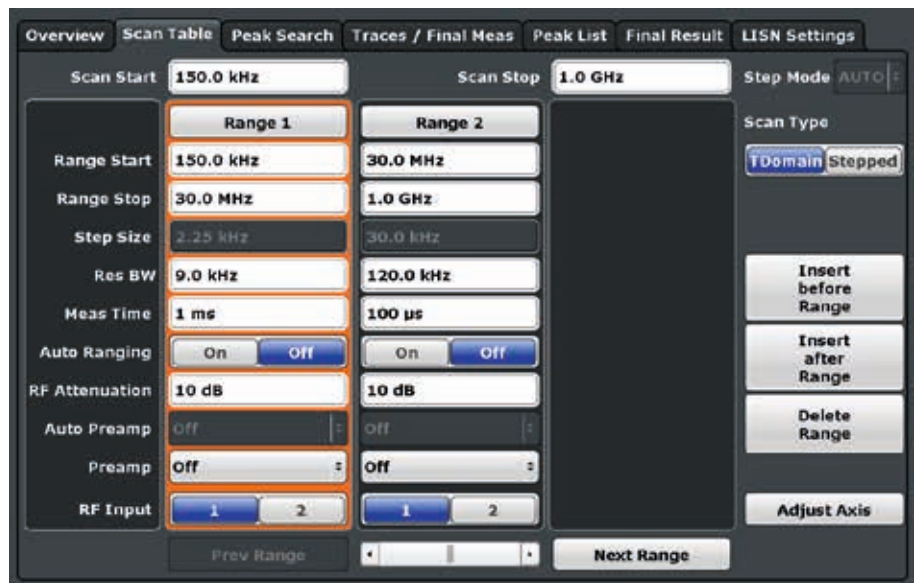 Overview Scan Table Peak Search Traces / Final Meas Peak List Final Result LISN Settings
Scan Start 150.0 kHz Scan Stop 1.0 GHz Step Mode AUTO
Range 1 Range 2 Scan Type
Range Start 150.0 kHz 30.0 MHz TDomain Stepped
Range Stop 30.0 MHz 1.0 GHz
Step Size 2.25 kHz 30.0 kHz
Res BW 9.0 kHz 120.0 kHz
Insert
before
Range
Meas Time 1 ms 100 µs
Auto Ranging On Off On Off
Insert
after
Range
RF Attenuation 10 dB 10 dB
Auto Preamp Off Off
Delete
Range
Preamp Off Off
RF Input 1 2 1 2 Adjust Axis
Prev Range Next Range